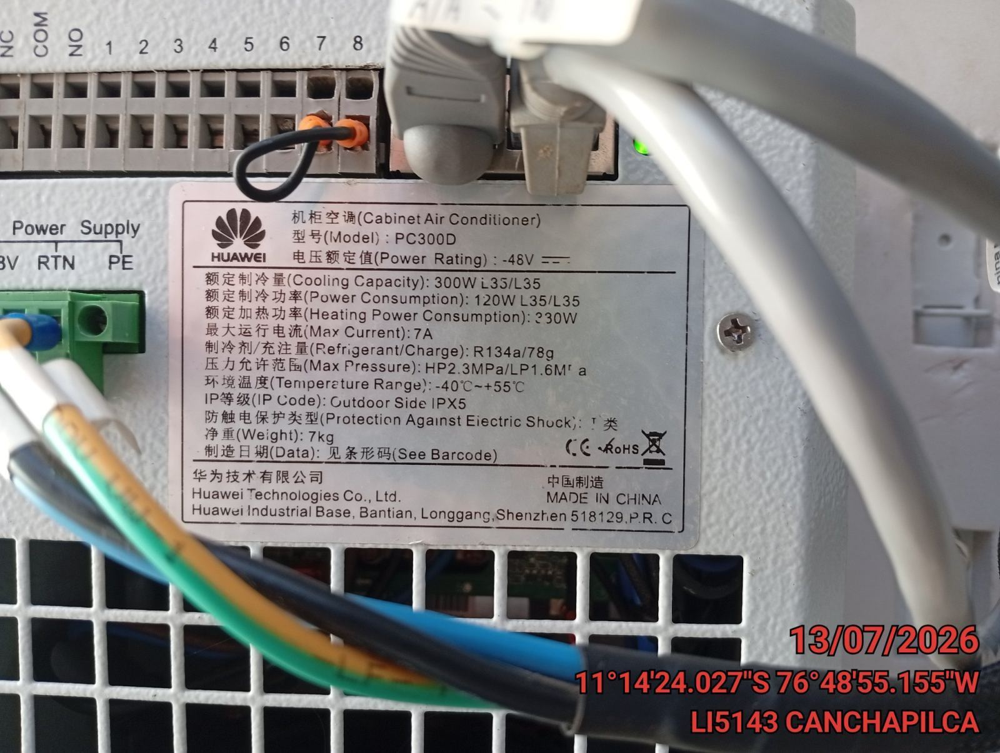 NC COM NO 1 2 3 4 5 6 7 8
Power Supply
RTN PE
HUAWEI
机柜空调(Cabinet Air Conditioner)
型号(Model) : PC300D
电压额定值(Power Rating) : -48V
额定制冷量(Cooling Capacity): 300W L35/L35
额定制冷功率(Power Consumption): 120W L35/L35
额定加热功率(Heating Power Consumption): 330W
最大运行电流(Max Current): 7A
制冷剂/充注量(Refrigerant/Charge): R134a/78g
压力允许范围(Max Pressure): HP2.3MPa/LP1.6MPa
环境温度(Temperature Range): -40℃~+55℃
IP等级(IP Code): Outdoor Side IPX5
防触电保护类型(Protection Against Electric Shock): I 类
净重(Weight): 7kg
制造日期(Data): 见条形码(See Barcode)
CE RoHS
华为技术有限公司
中国制造
Huawei Technologies Co., Ltd.
MADE IN CHINA
Huawei Industrial Base, Bantian, Longgang, Shenzhen 518129, P.R. C
13/07/2026
11°14'24.027"S 76°48'55.155"W
LI5143 CANCHAPILCA